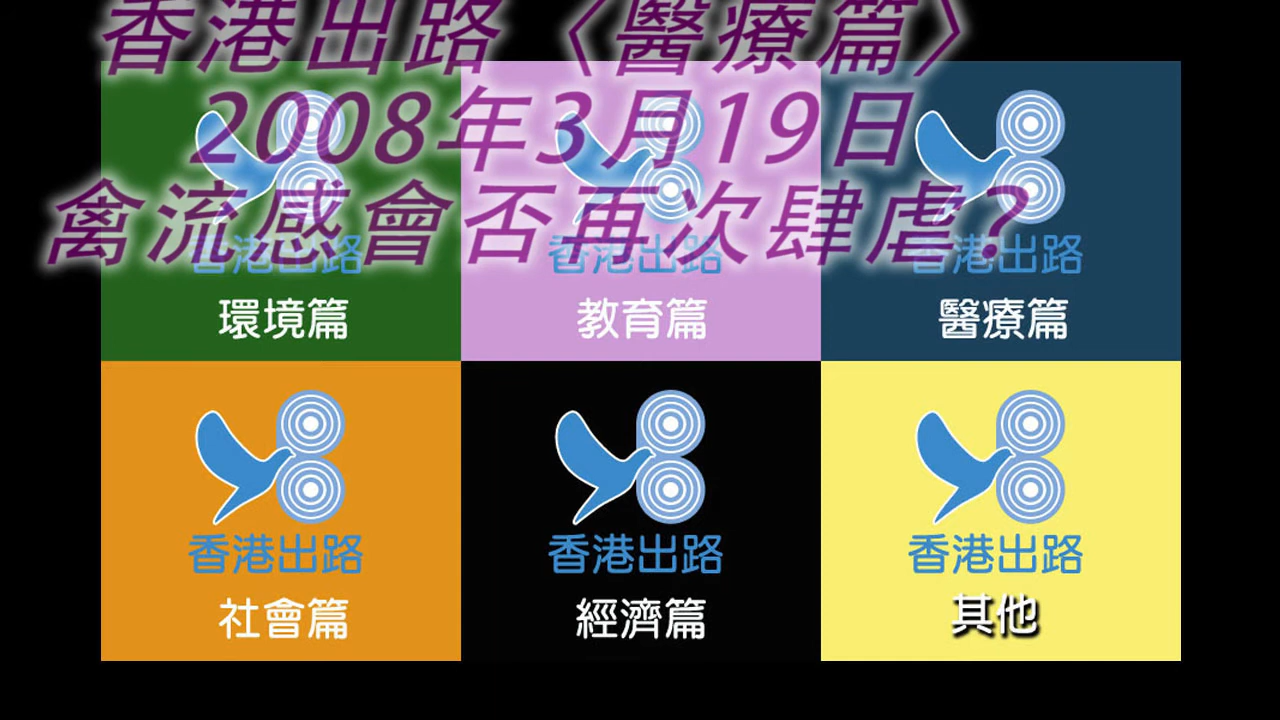 香港出路〈醫療篇〉
2008年3月19日
禽流感會否再次肆虐?
香港出路 香港出路 香港出路
環境篇 教育篇 醫療篇
香港出路 香港出路 香港出路
社會篇 經濟篇 其他